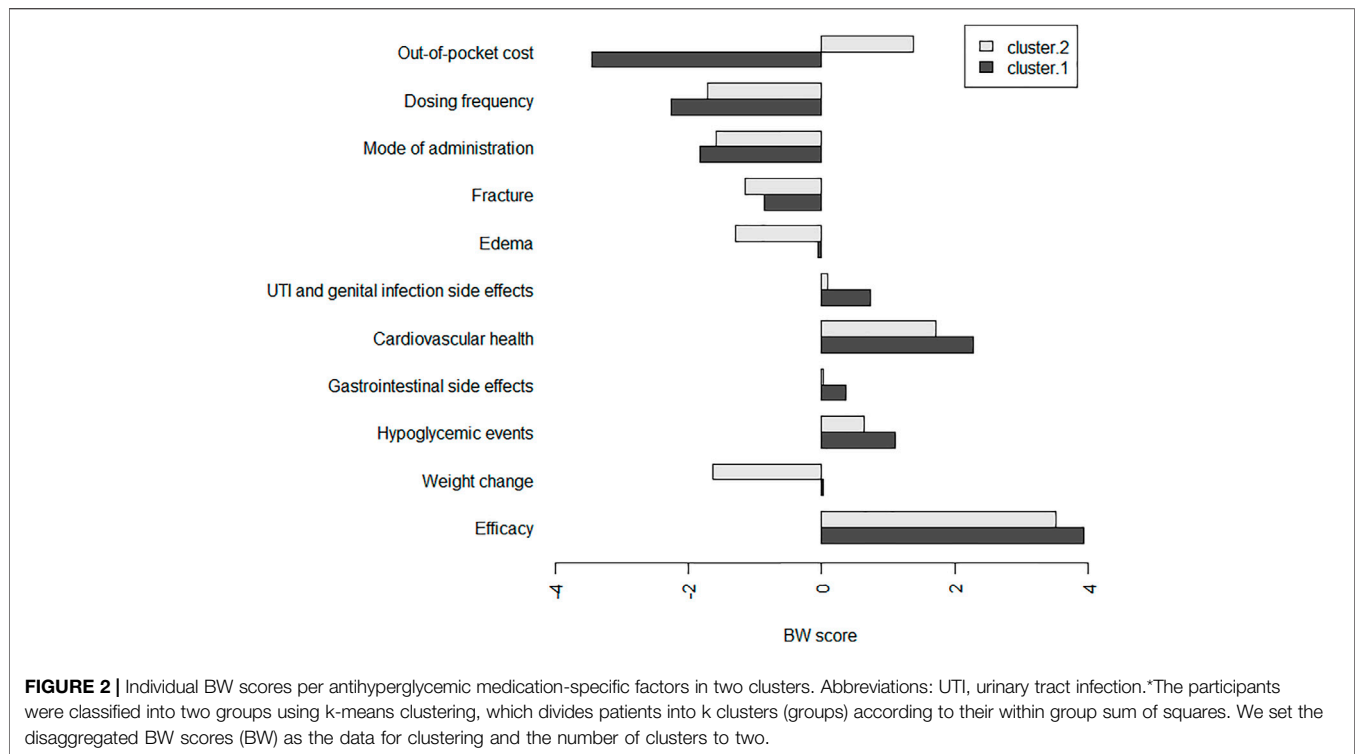 Out-of-pocket cost
Dosing frequency
Mode of administration
Fracture
Edema
UTI and genital infection side effects
Cardiovascular health
Gastrointestinal side effects
Hypoglycemic events
Weight change
Efficacy
cluster.2
cluster.1
-4
-2
0
2
4
BW score
FIGURE 2 | Individual BW scores per antihyperglycemic medication-specific factors in two clusters. Abbreviations: UTI, urinary tract infection.*The participants
were classified into two groups using k-means clustering, which divides patients into k clusters (groups) according to their within group sum of squares. We set the
disaggregated BW scores (BW) as the data for clustering and the number of clusters to two.